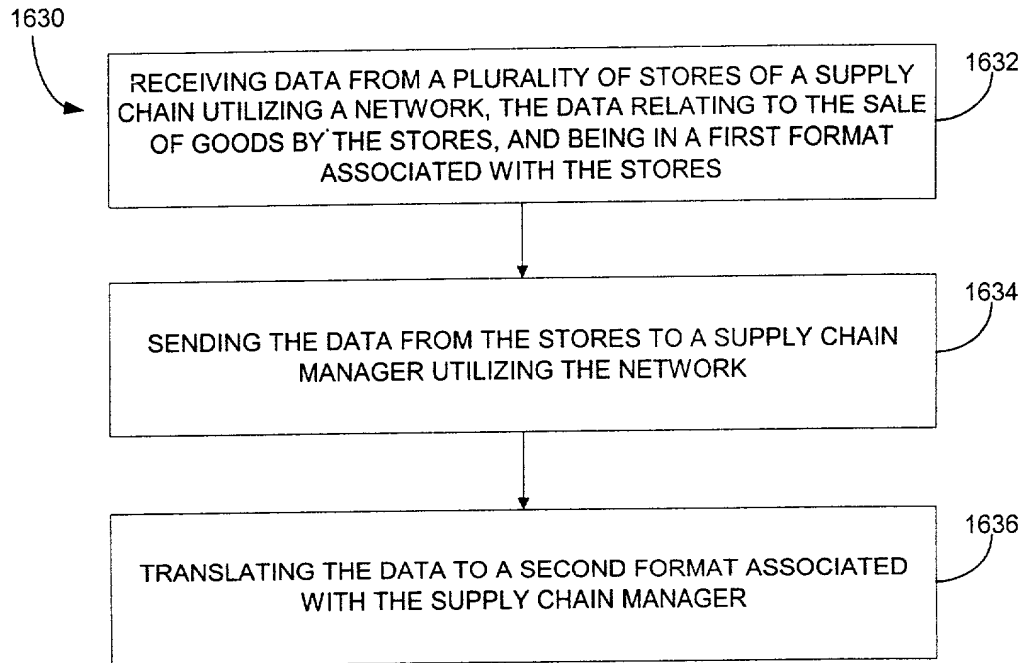 1630
RECEIVING DATA FROM A PLURALITY OF STORES OF A SUPPLY
CHAIN UTILIZING A NETWORK, THE DATA RELATING TO THE SALE
OF GOODS BY THE STORES, AND BEING IN A FIRST FORMAT
ASSOCIATED WITH THE STORES
1632
SENDING THE DATA FROM THE STORES TO A SUPPLY CHAIN
MANAGER UTILIZING THE NETWORK
1634
TRANSLATING THE DATA TO A SECOND FORMAT ASSOCIATED
WITH THE SUPPLY CHAIN MANAGER
1636